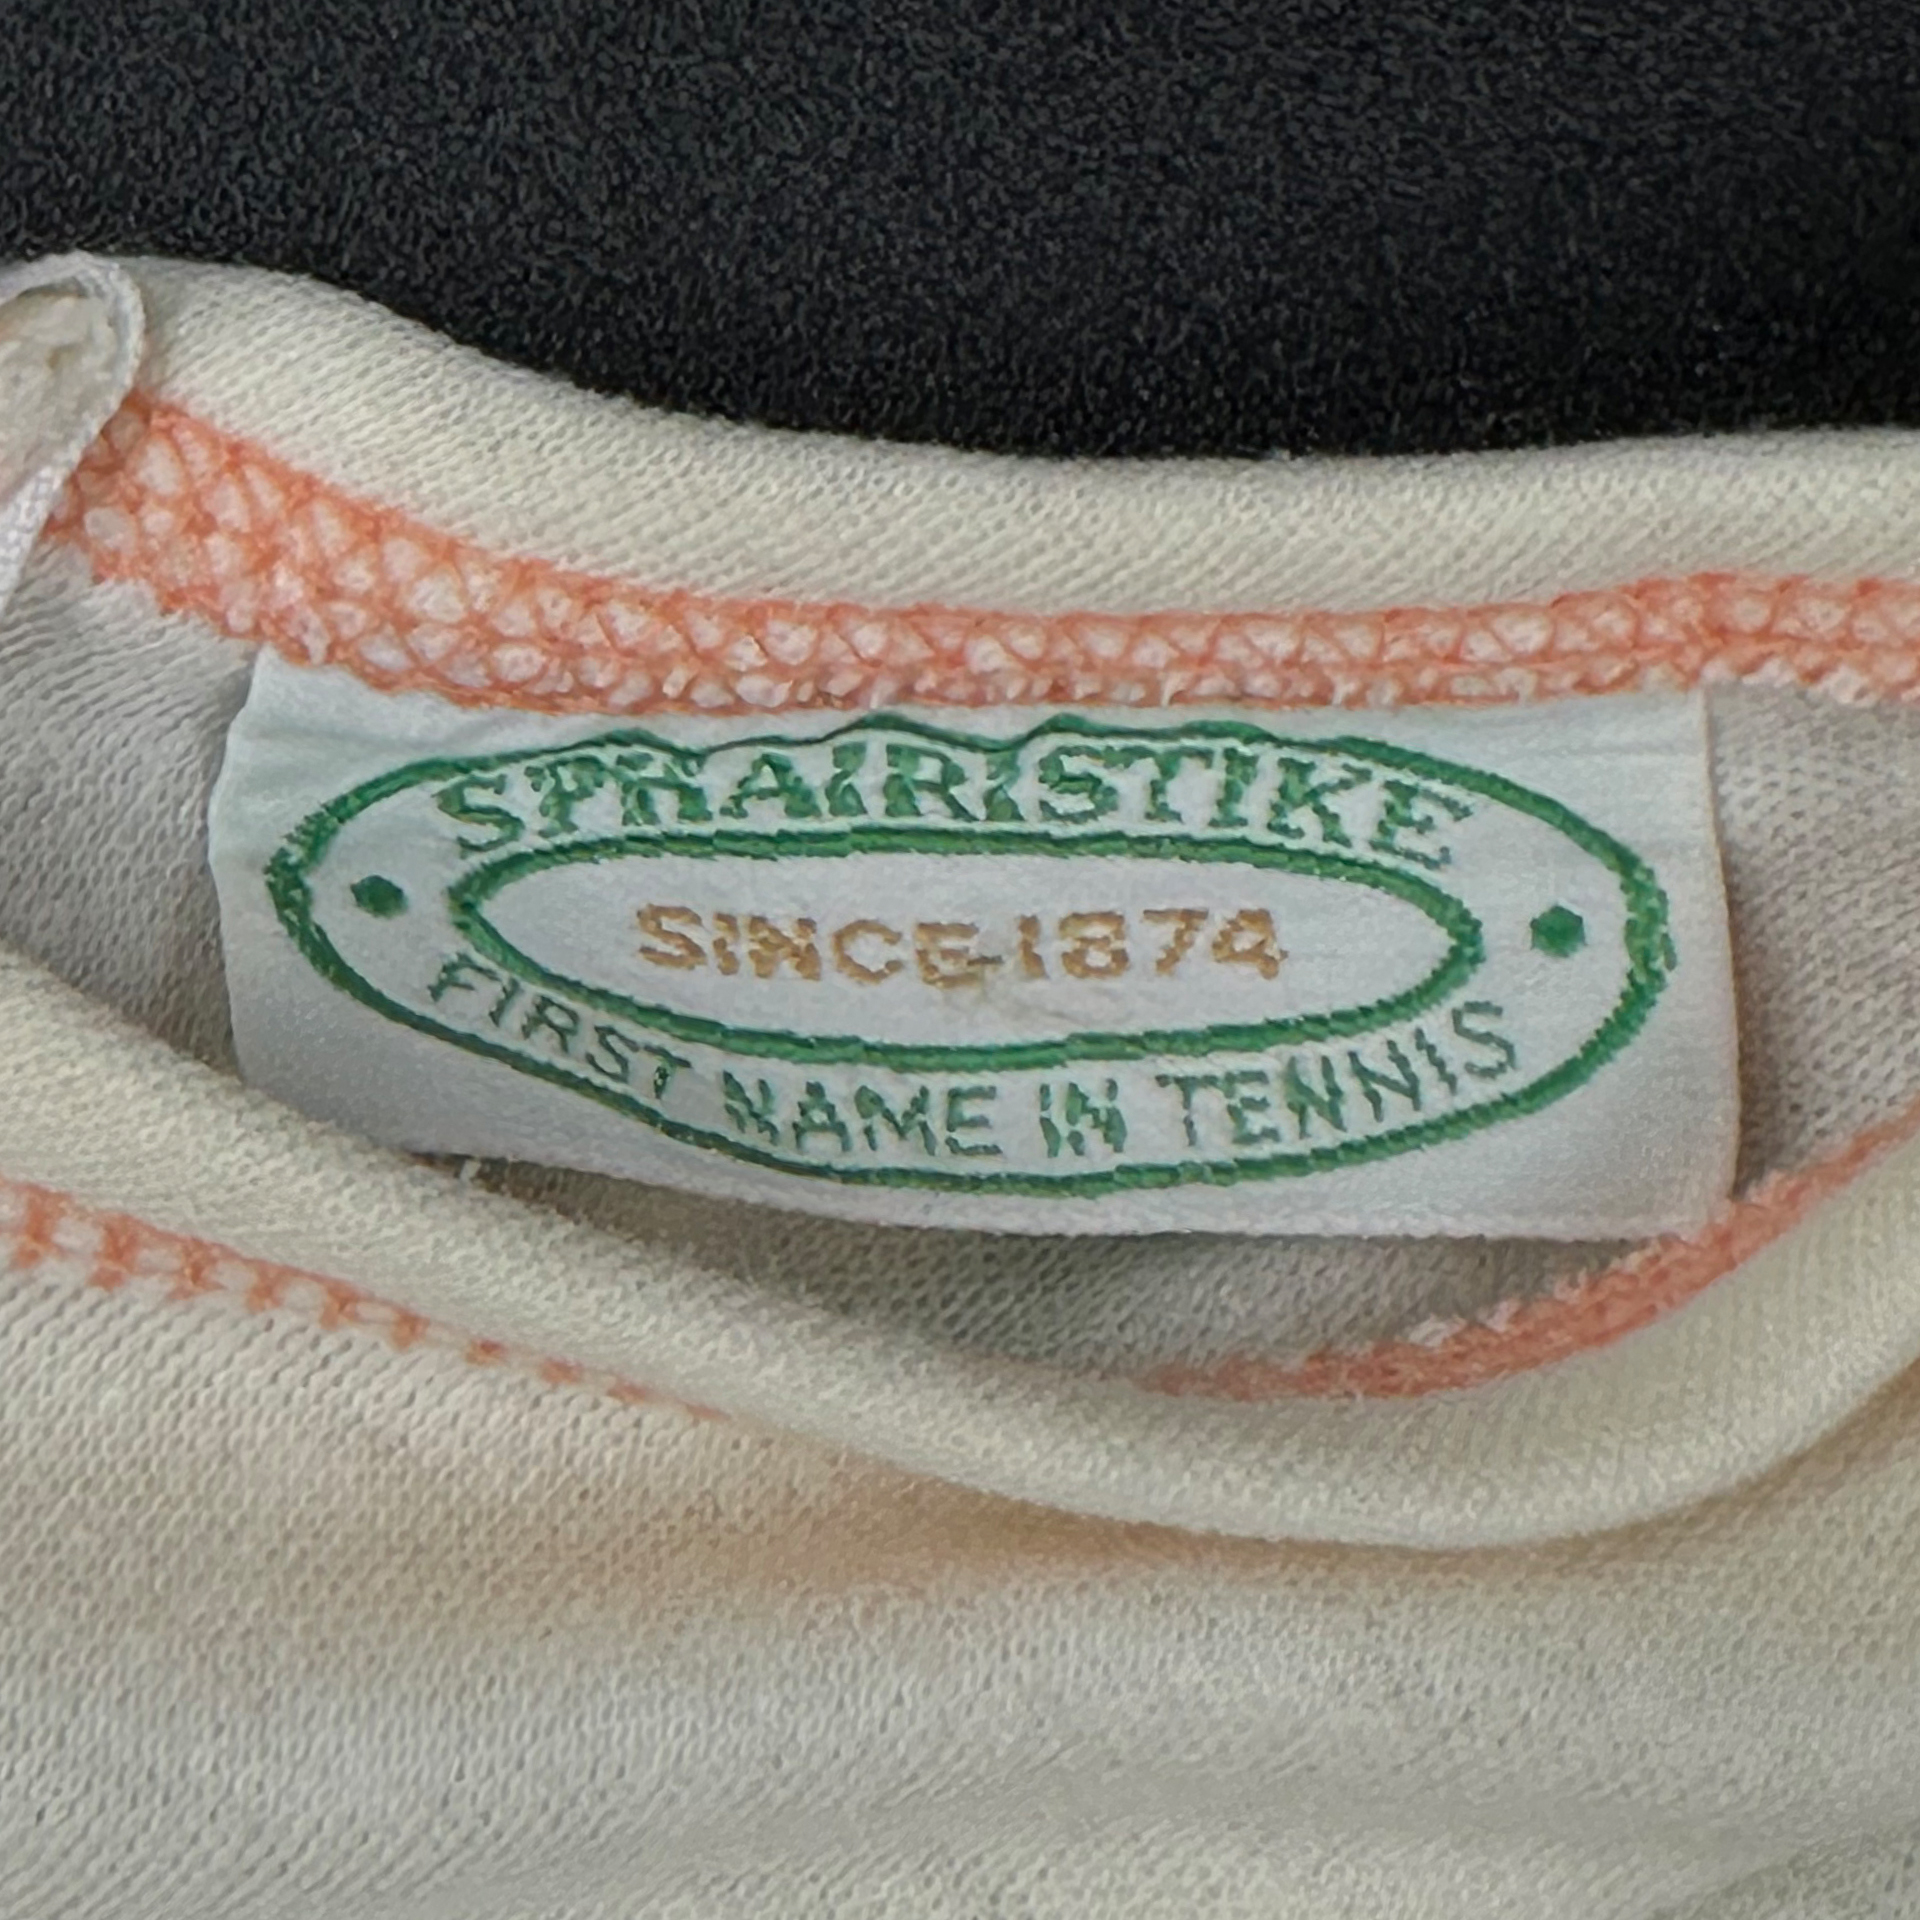 SPHAIRISTIKE
SINCE 1874
FIRST NAME IN TENNIS